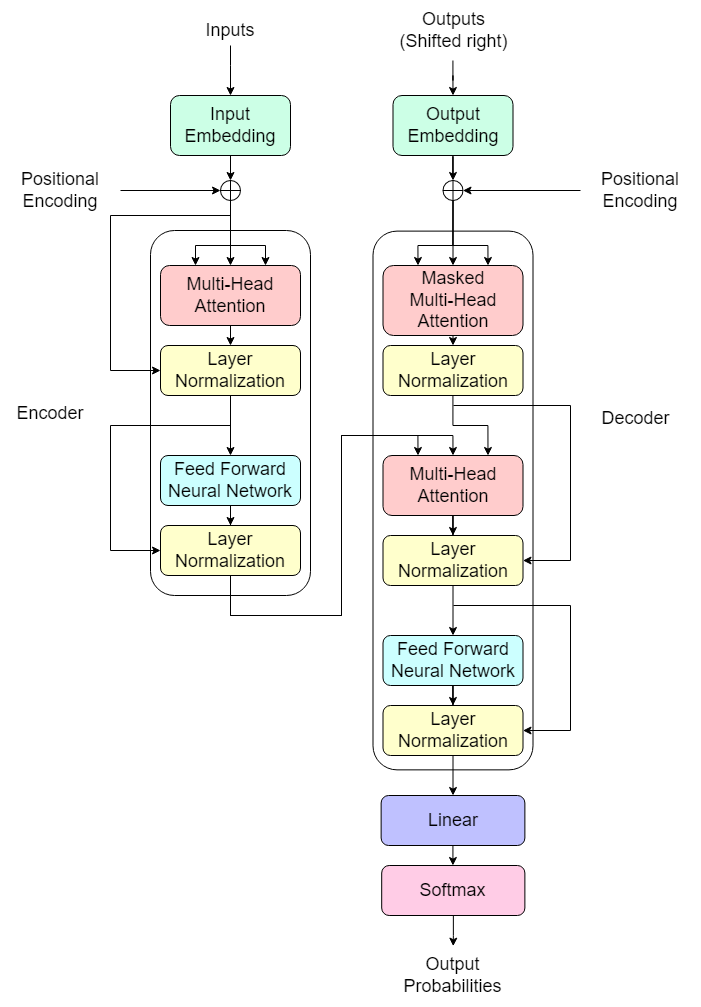 Inputs
Outputs
(Shifted right)
Input
Embedding
Output
Embedding
Positional
Encoding
Positional
Encoding
Multi-Head
Attention
Masked
Multi-Head
Attention
Layer
Normalization
Layer
Normalization
Encoder
Decoder
Feed Forward
Neural Network
Multi-Head
Attention
Layer
Normalization
Layer
Normalization
Feed Forward
Neural Network
Layer
Normalization
Linear
Softmax
Output
Probabilities